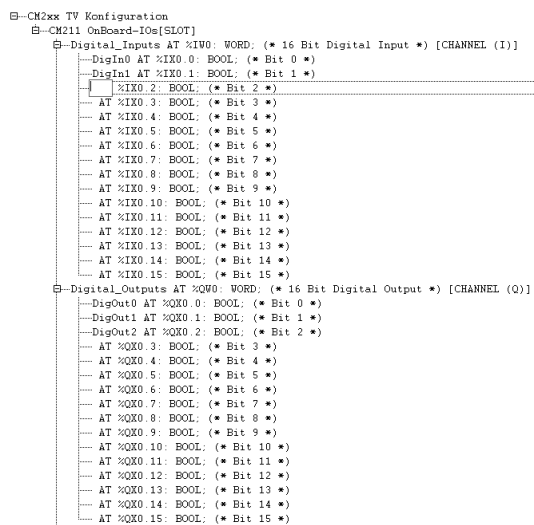 CM2xx TV Konfiguration
CM211 OnBoard-IOs[SLOT]
Digital_Inputs AT %IW0: WORD; (* 16 Bit Digital Input *) [CHANNEL (I)]
DigIn0 AT %IX0.0: BOOL; (* Bit 0 *)
DigIn1 AT %IX0.1: BOOL; (* Bit 1 *)
%IX0.2: BOOL; (* Bit 2 *)
AT %IX0.3: BOOL; (* Bit 3 *)
AT %IX0.4: BOOL; (* Bit 4 *)
AT %IX0.5: BOOL; (* Bit 5 *)
AT %IX0.6: BOOL; (* Bit 6 *)
AT %IX0.7: BOOL; (* Bit 7 *)
AT %IX0.8: BOOL; (* Bit 8 *)
AT %IX0.9: BOOL; (* Bit 9 *)
AT %IX0.10: BOOL; (* Bit 10 *)
AT %IX0.11: BOOL; (* Bit 11 *)
AT %IX0.12: BOOL; (* Bit 12 *)
AT %IX0.13: BOOL; (* Bit 13 *)
AT %IX0.14: BOOL; (* Bit 14 *)
AT %IX0.15: BOOL; (* Bit 15 *)
Digital_Outputs AT %QW0: WORD; (* 16 Bit Digital Output *) [CHANNEL (Q)]
DigOut0 AT %QX0.0: BOOL; (* Bit 0 *)
DigOut1 AT %QX0.1: BOOL; (* Bit 1 *)
DigOut2 AT %QX0.2: BOOL; (* Bit 2 *)
AT %QX0.3: BOOL; (* Bit 3 *)
AT %QX0.4: BOOL; (* Bit 4 *)
AT %QX0.5: BOOL; (* Bit 5 *)
AT %QX0.6: BOOL; (* Bit 6 *)
AT %QX0.7: BOOL; (* Bit 7 *)
AT %QX0.8: BOOL; (* Bit 8 *)
AT %QX0.9: BOOL; (* Bit 9 *)
AT %QX0.10: BOOL; (* Bit 10 *)
AT %QX0.11: BOOL; (* Bit 11 *)
AT %QX0.12: BOOL; (* Bit 12 *)
AT %QX0.13: BOOL; (* Bit 13 *)
AT %QX0.14: BOOL; (* Bit 14 *)
AT %QX0.15: BOOL; (* Bit 15 *)